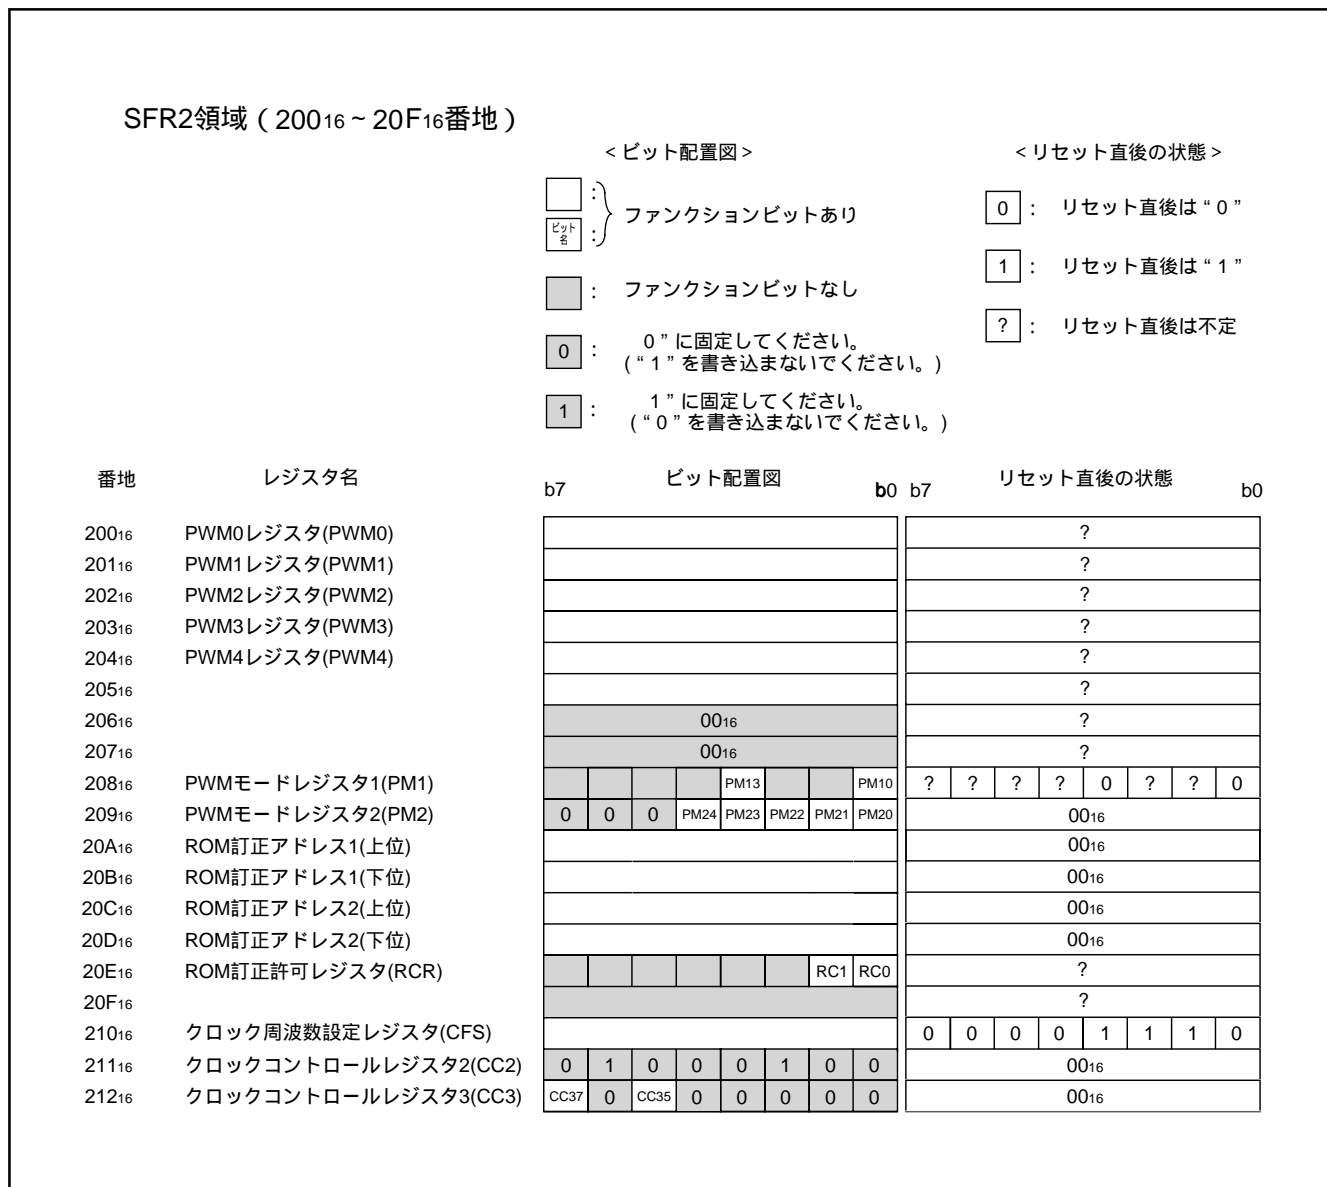 SFR2領域（20016～20F16番地）
＜ビット配置図＞
＜リセット直後の状態＞
：
ビット名
：
ファンクションビットあり
： ファンクションビットなし
0 ： 0”に固定してください。
(“1”を書き込まないでください。)
1 ： 1”に固定してください。
(“0”を書き込まないでください。)
0 ： リセット直後は“0”
1 ： リセット直後は“1”
? ： リセット直後は不定
番地 レジスタ名 ビット配置図 リセット直後の状態
b7 b0 b7 b0
20016 PWM0レジスタ(PWM0) ?
20116 PWM1レジスタ(PWM1) ?
20216 PWM2レジスタ(PWM2) ?
20316 PWM3レジスタ(PWM3) ?
20416 PWM4レジスタ(PWM4) ?
20516 ?
20616 0016 ?
20716 0016 ?
20816 PWMモードレジスタ1(PM1) PM13 PM10 ? ? ? ? 0 ? ? 0
20916 PWMモードレジスタ2(PM2) 0 0 0 PM24 PM23 PM22 PM21 PM20 0016
20A16 ROM訂正アドレス1(上位) 0016
20B16 ROM訂正アドレス1(下位) 0016
20C16 ROM訂正アドレス2(上位) 0016
20D16 ROM訂正アドレス2(下位) 0016
20E16 ROM訂正許可レジスタ(RCR) RC1 RC0 ?
20F16 ?
21016 クロック周波数設定レジスタ(CFS) 0 0 0 0 1 1 1 0
21116 クロックコントロールレジスタ2(CC2) 0 1 0 0 0 1 0 0 0016
21216 クロックコントロールレジスタ3(CC3) CC37 0 CC35 0 0 0 0 0 0016